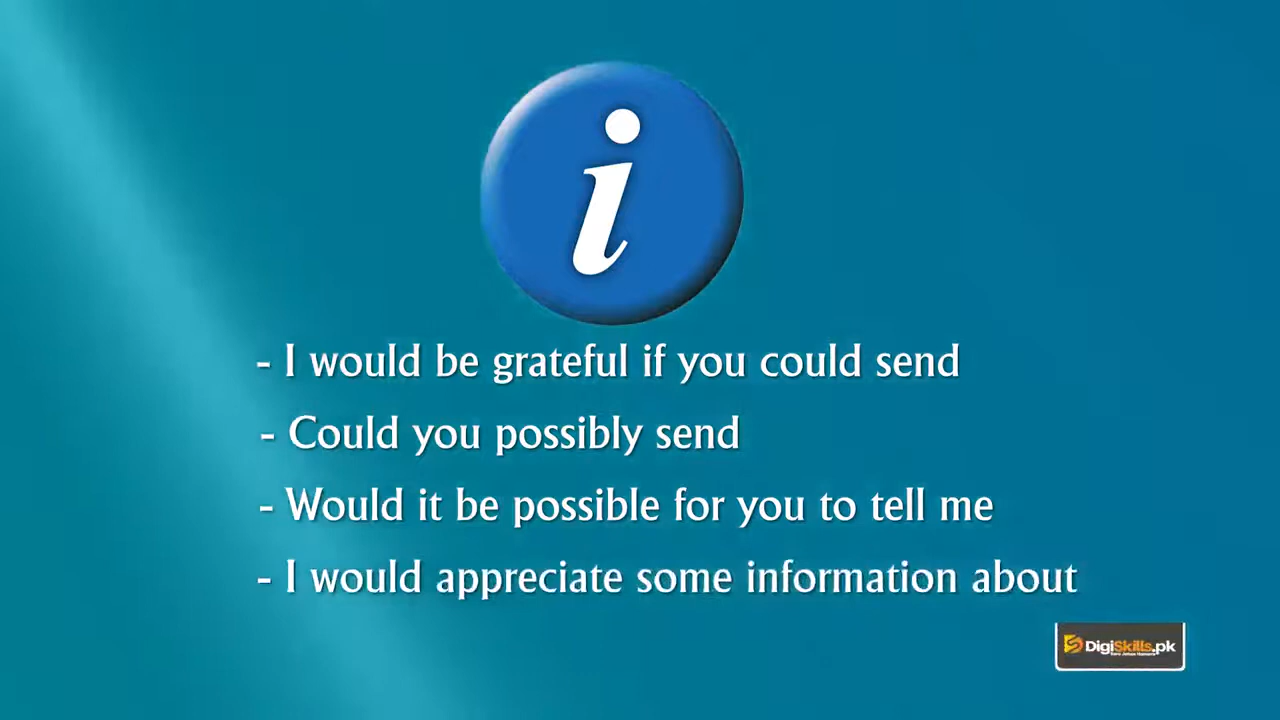 i
- I would be grateful if you could send
- Could you possibly send
- Would it be possible for you to tell me
- I would appreciate some information about
DigiSkills.pk